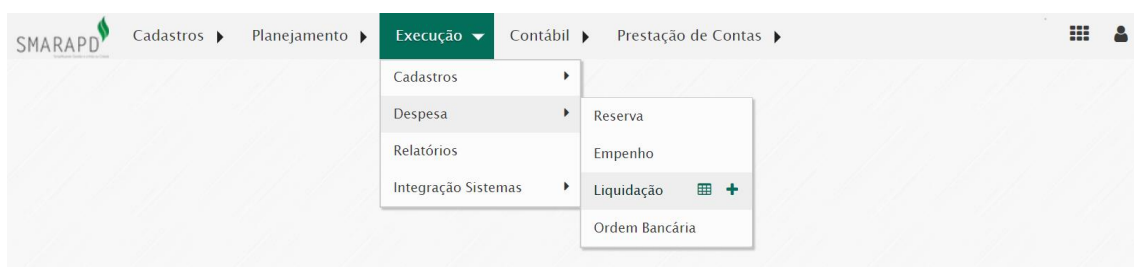 SMARAPD Cadastros Planejamento Execução Contábil Prestação de Contas
Cadastros
Despesa
Relatórios
Integração Sistemas
Reserva
Empenho
Liquidação
Ordem Bancária